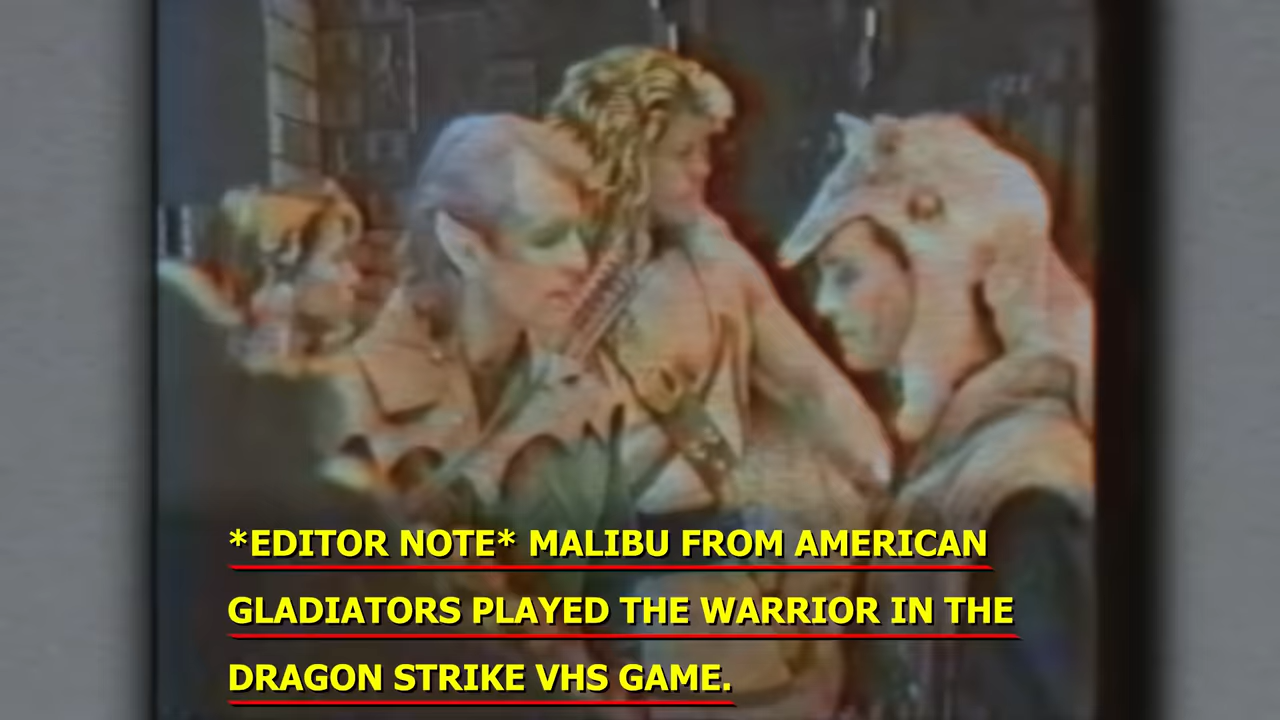 *EDITOR NOTE* MALIBU FROM AMERICAN
GLADIATORS PLAYED THE WARRIOR IN THE
DRAGON STRIKE VHS GAME.